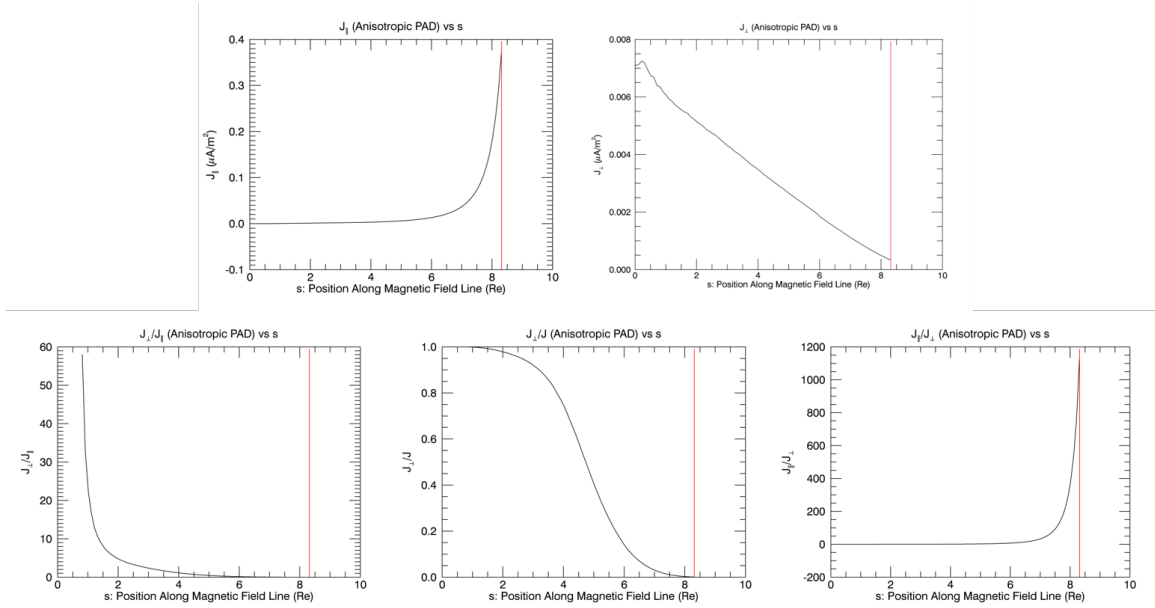 J∥ (Anisotropic PAD) vs s
0.4
0.3
0.2
0.1
0.0
-0.1
J∥ (μA/m²)
0 2 4 6 8 10
s: Position Along Magnetic Field Line (Re)
J⊥ (Anisotropic PAD) vs s
0.008
0.006
0.004
0.002
0.000
J⊥ (μA/m²)
0 2 4 6 8 10
s: Position Along Magnetic Field Line (Re)
J⊥/J∥ (Anisotropic PAD) vs s
60
50
40
30
20
10
0
J⊥/J∥
0 2 4 6 8 10
s: Position Along Magnetic Field Line (Re)
J⊥/J (Anisotropic PAD) vs s
1.0
0.8
0.6
0.4
0.2
0.0
J⊥/J
0 2 4 6 8 10
s: Position Along Magnetic Field Line (Re)
J∥/J⊥ (Anisotropic PAD) vs s
1200
1000
800
600
400
200
0
-200
J∥/J⊥
0 2 4 6 8 10
s: Position Along Magnetic Field Line (Re)